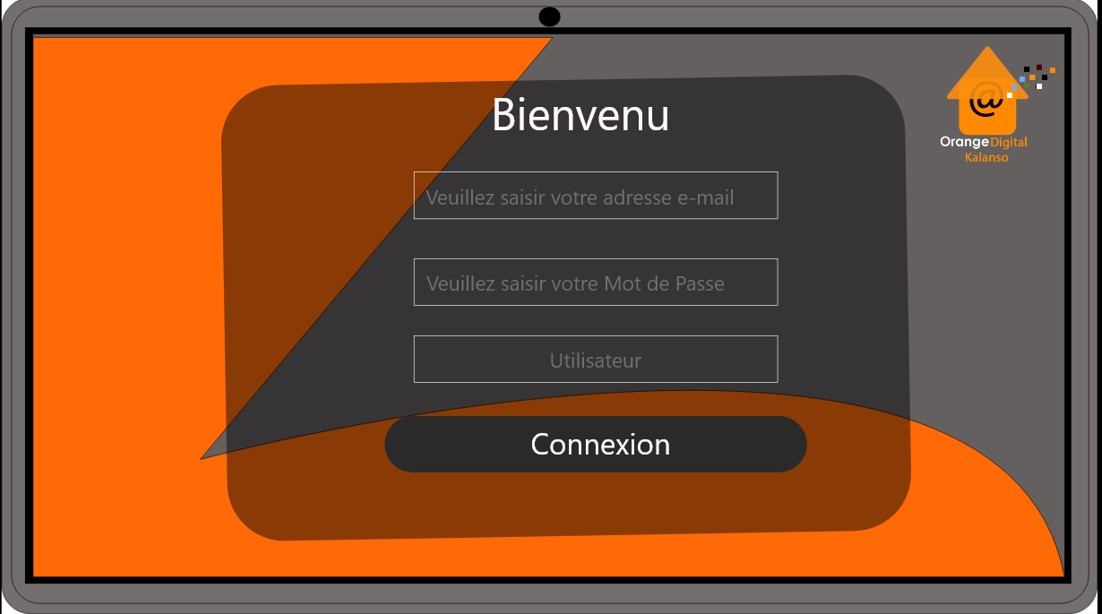 Bienvenu
@
OrangeDigital
Kalanso
Veuillez saisir votre adresse e-mail
Veuillez saisir votre Mot de Passe
Utilisateur
Connexion